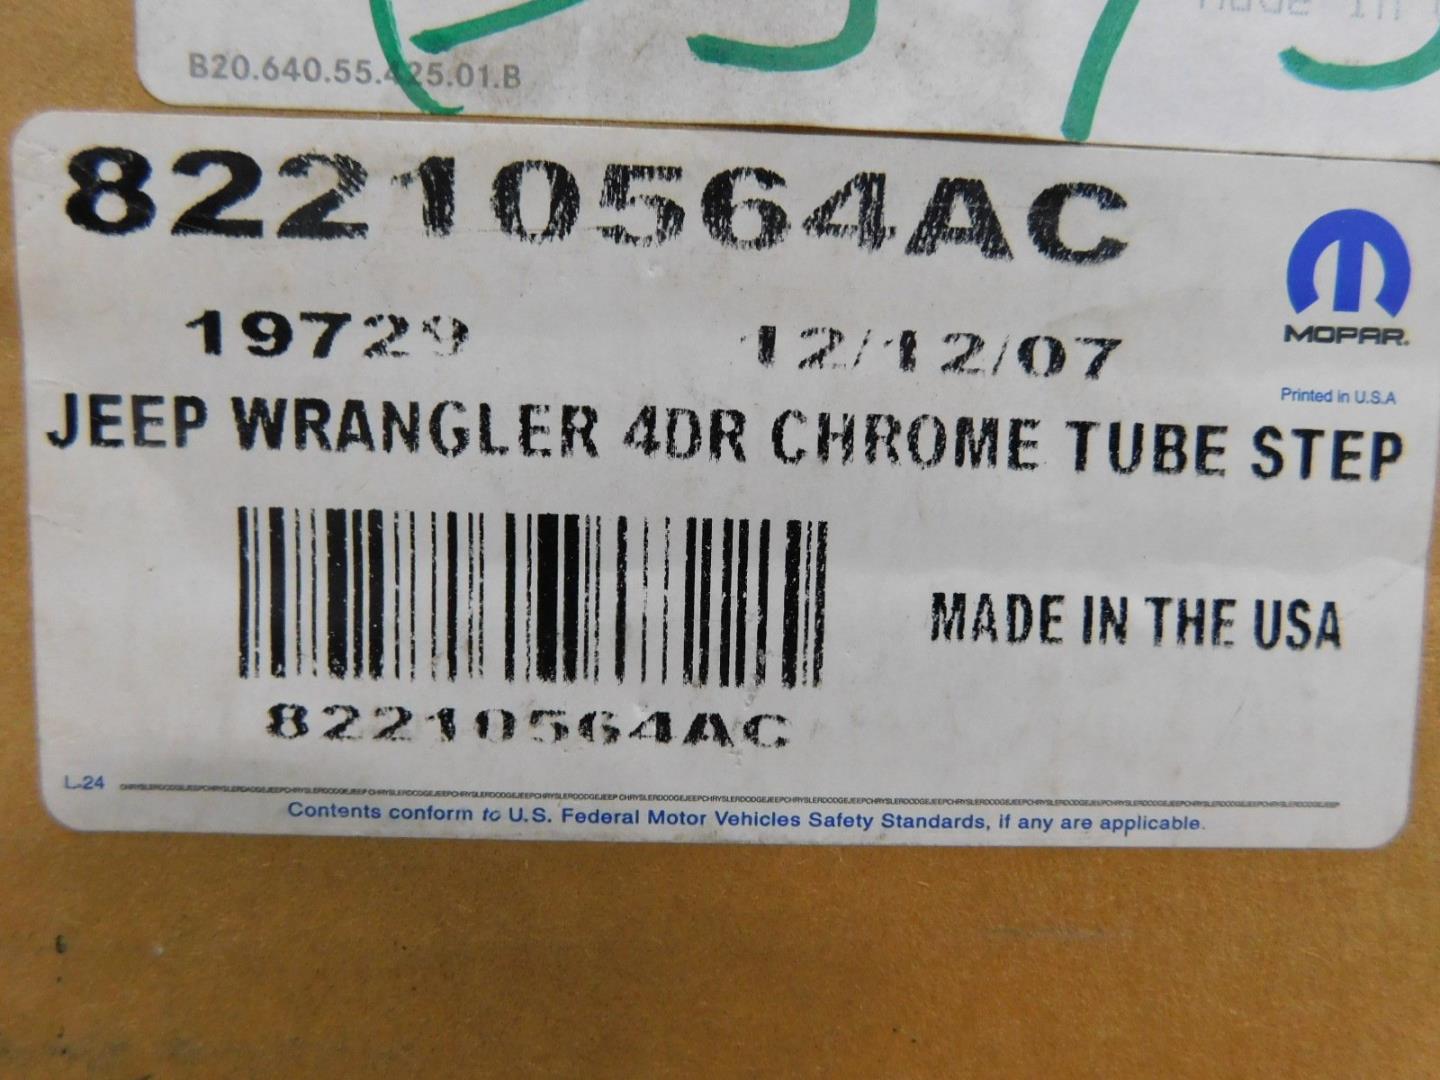 B20.640.55.425.01.B
82210564AC
19729 12/12/07
MOPAR.
Printed in U.S.A
JEEP WRANGLER 4DR CHROME TUBE STEP
MADE IN THE USA
82210564AC
L-24
Contents conform to U.S. Federal Motor Vehicles Safety Standards, if any are applicable.